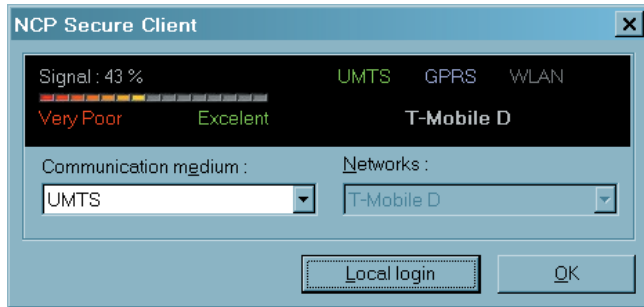 NCP Secure Client
Signal : 43 %
UMTS GPRS WLAN
Very Poor Excelent
T-Mobile D
Communication medium :
Networks :
UMTS
T-Mobile D
Local login
OK